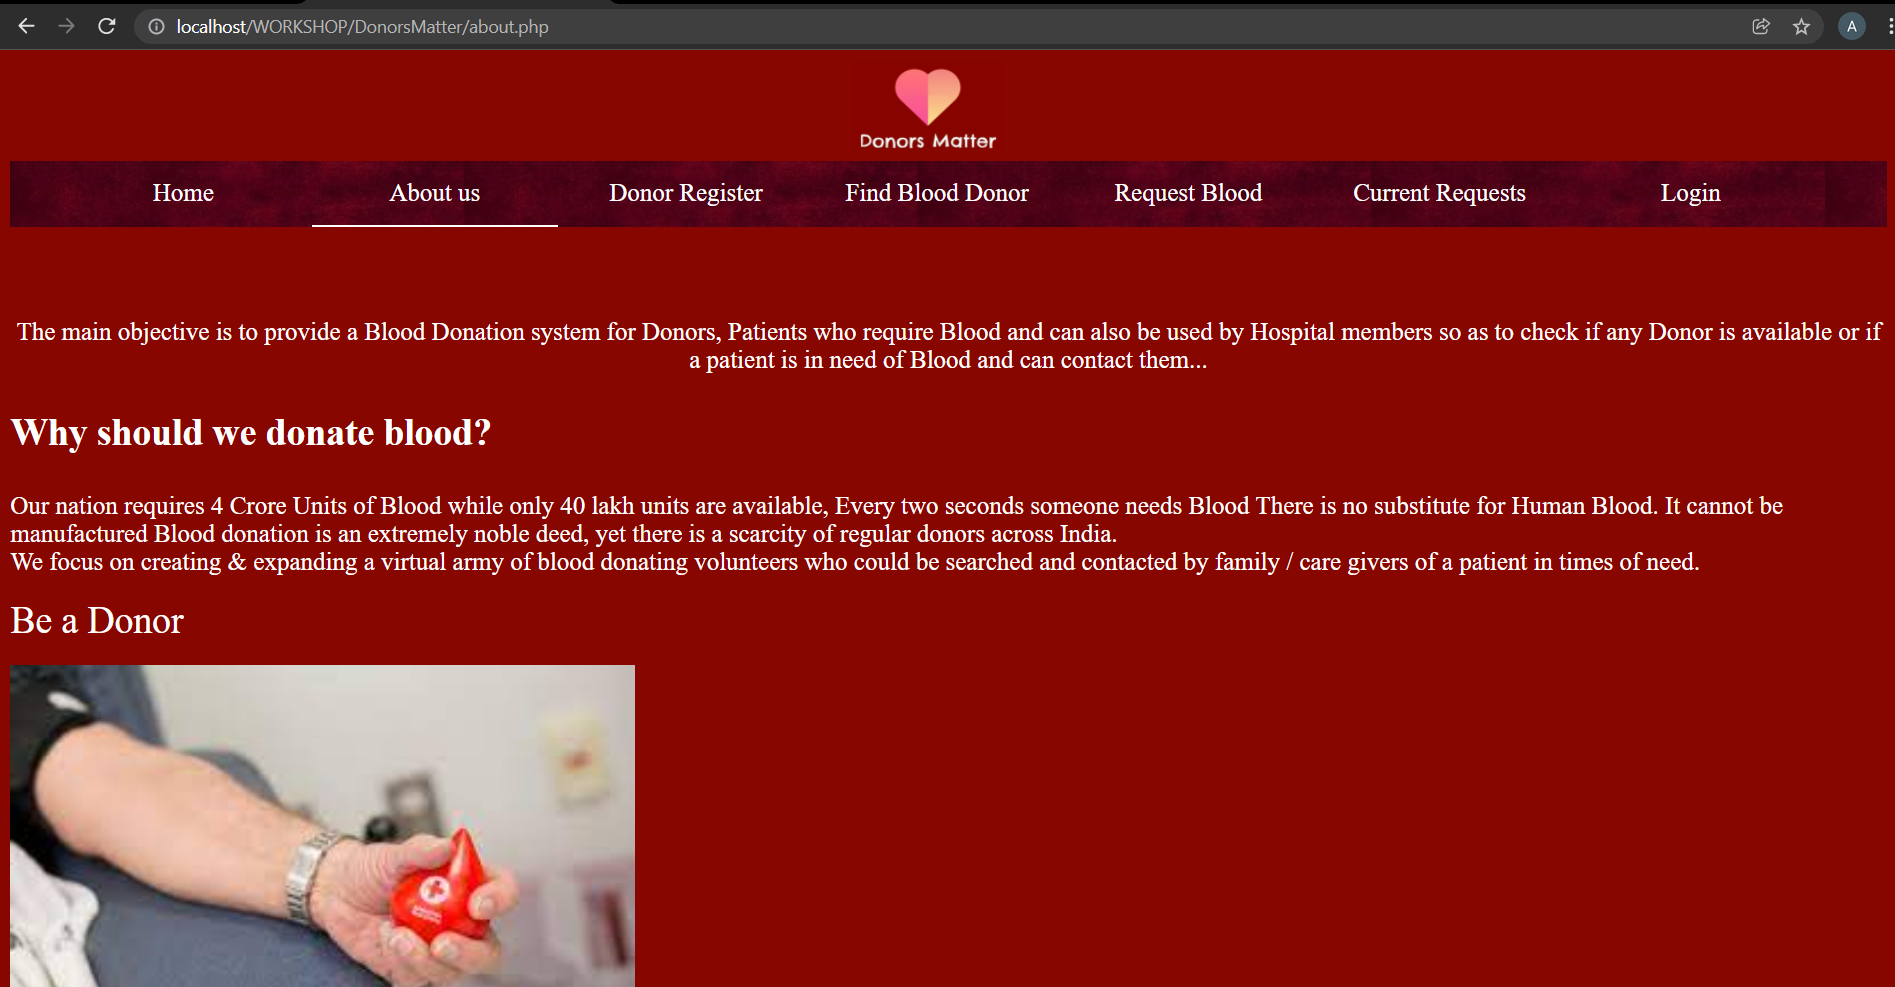 localhost/WORKSHOP/DonorsMatter/about.php
A
Donors Matter
Home About us Donor Register Find Blood Donor Request Blood Current Requests Login
The main objective is to provide a Blood Donation system for Donors, Patients who require Blood and can also be used by Hospital members so as to check if any Donor is available or if
a patient is in need of Blood and can contact them...
Why should we donate blood?
Our nation requires 4 Crore Units of Blood while only 40 lakh units are available, Every two seconds someone needs Blood There is no substitute for Human Blood. It cannot be
manufactured Blood donation is an extremely noble deed, yet there is a scarcity of regular donors across India.
We focus on creating & expanding a virtual army of blood donating volunteers who could be searched and contacted by family / care givers of a patient in times of need.
Be a Donor